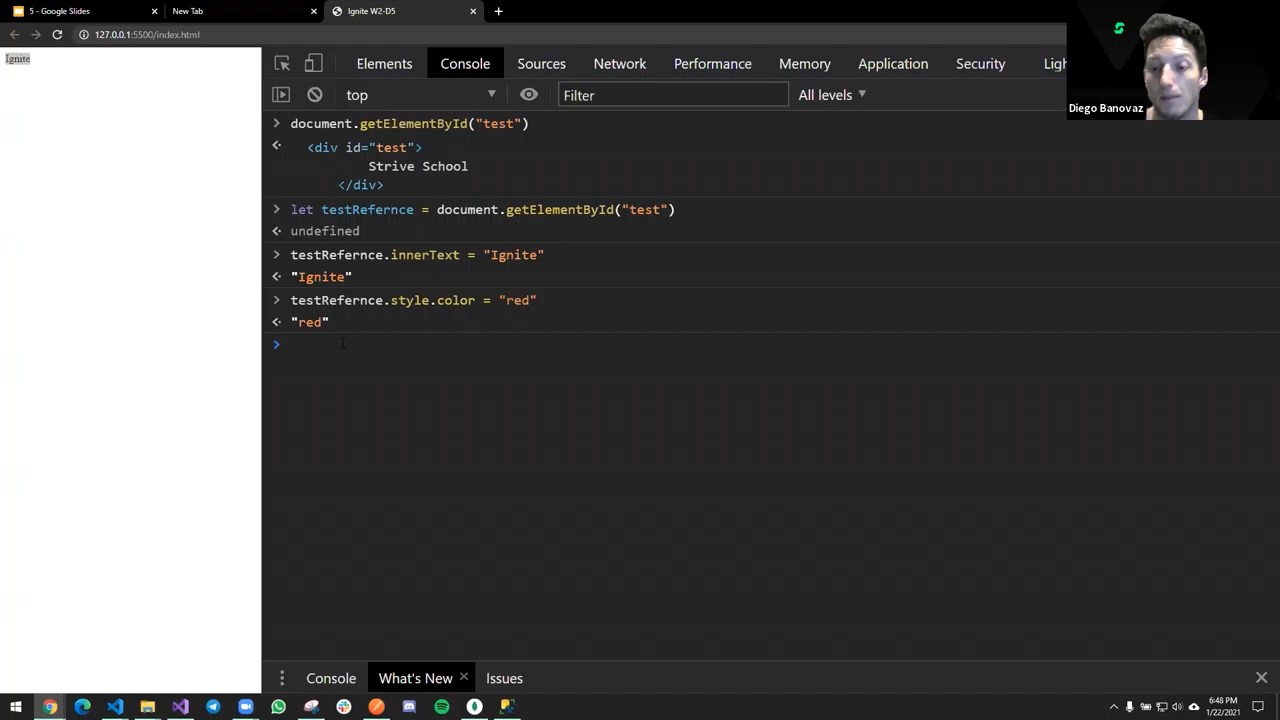 5 - Google Slides
New Tab
Ignite W2-D5
127.0.0.1:5500/index.html
Ignite
Elements Console Sources Network Performance Memory Application Security Ligh
top Filter All levels
Diego Banovaz
> document.getElementById("test")
<div id="test">
Strive School
</div>
> let testRefernce = document.getElementById("test")
undefined
> testRefernce.innerText = "Ignite"
"Ignite"
> testRefernce.style.color = "red"
"red"
>
Console What's New Issues
6:48 PM
1/22/2021